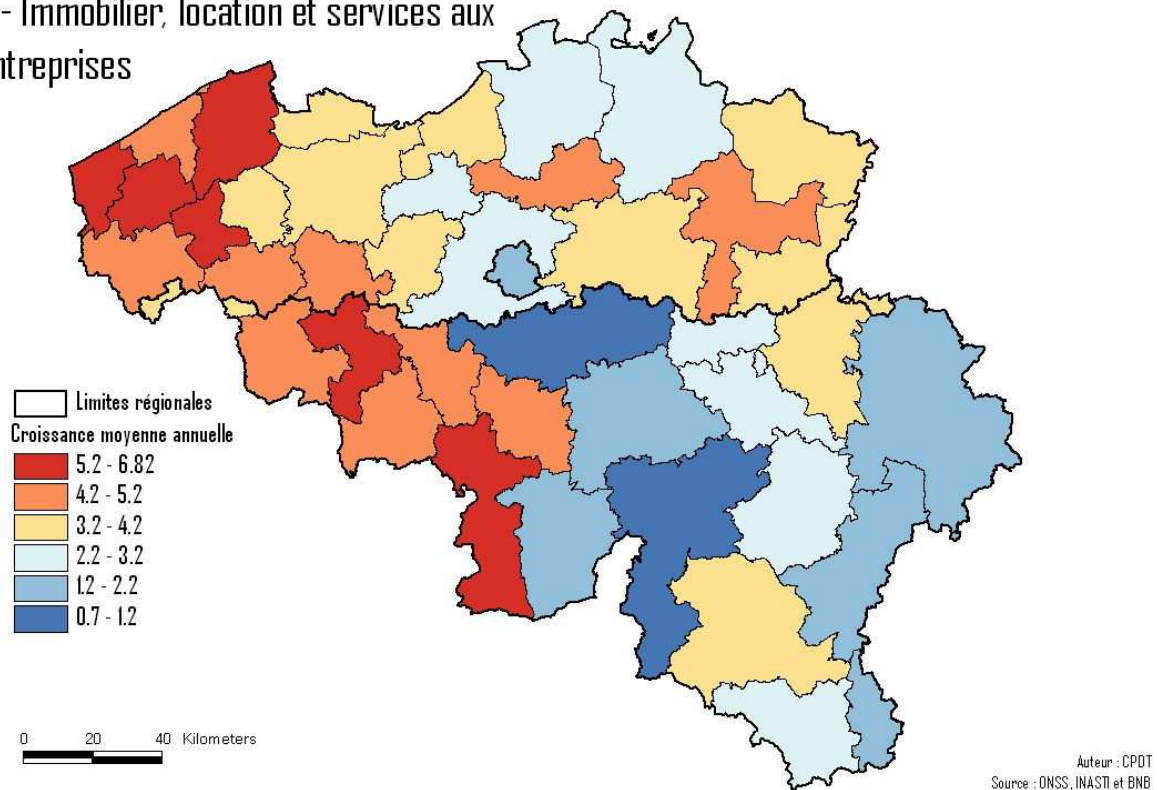 - Immobilier, location et services aux
ntreprises
Limites régionales
Croissance moyenne annuelle
5.2 - 6.82
4.2 - 5.2
3.2 - 4.2
2.2 - 3.2
1.2 - 2.2
0.7 - 1.2
0 20 40 Kilometers
Auteur : CPDT
Source : ONSS, INASTI et BNB